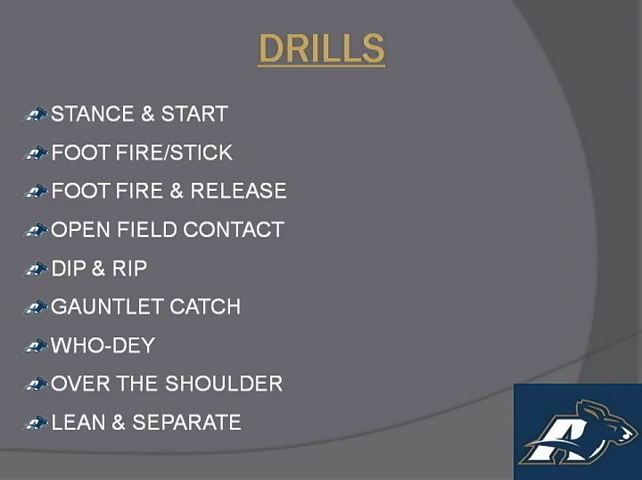 DRILLS
STANCE & START
FOOT FIRE/STICK
FOOT FIRE & RELEASE
OPEN FIELD CONTACT
DIP & RIP
GAUNTLET CATCH
WHO-DEY
OVER THE SHOULDER
LEAN & SEPARATE
A